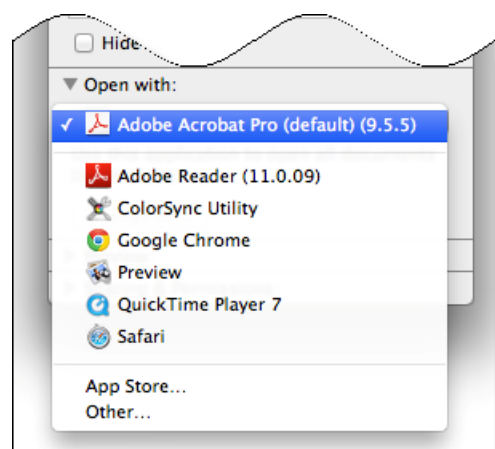 Hide
Open with:
✓ Adobe Acrobat Pro (default) (9.5.5)
Adobe Reader (11.0.09)
ColorSync Utility
Google Chrome
Preview
QuickTime Player 7
Safari
App Store...
Other...